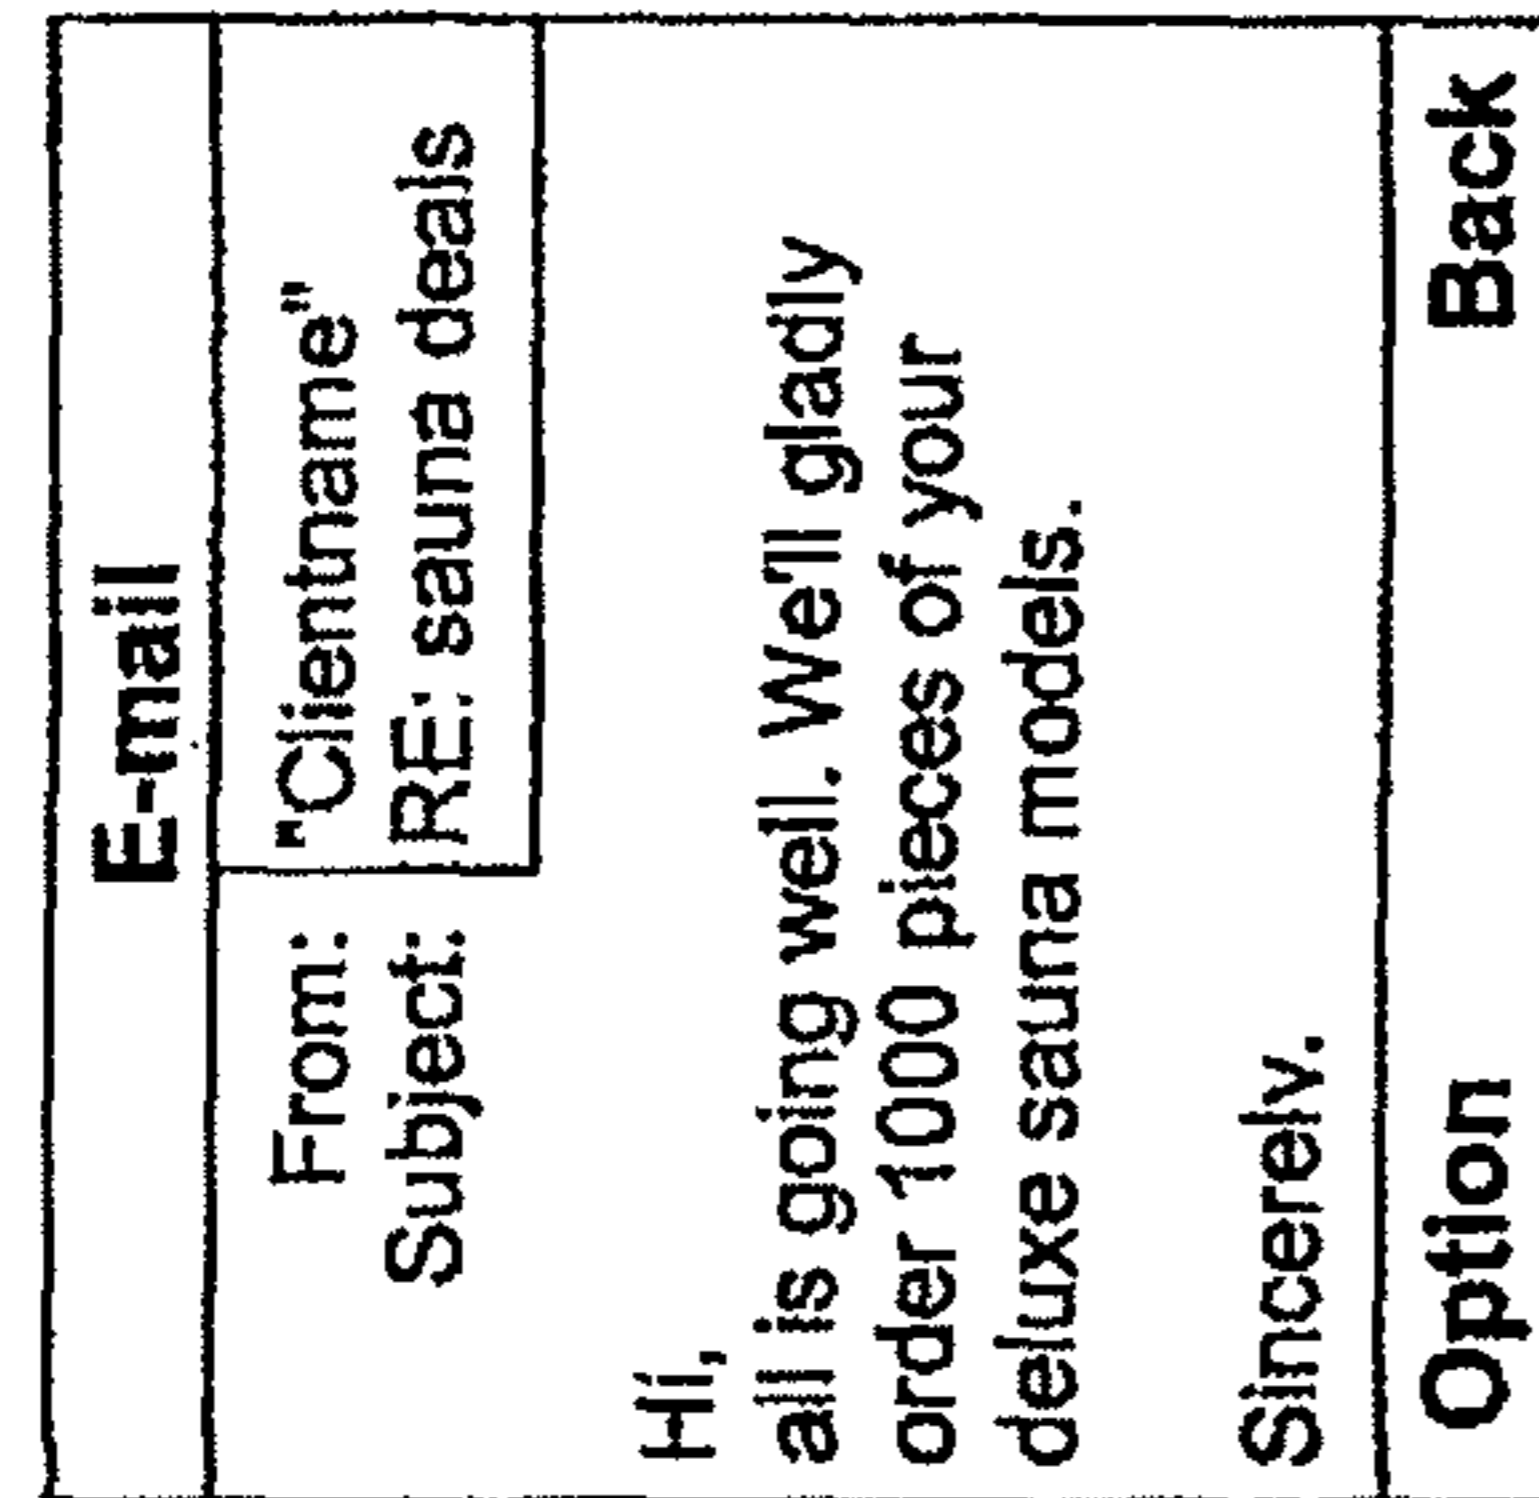 E-mail
From: "Clientname"
Subject: RE: sauna deals
Hi,
all is going well. We'll gladly
order 1000 pieces of your
deluxe sauna models.
Sincerely.
Option Back